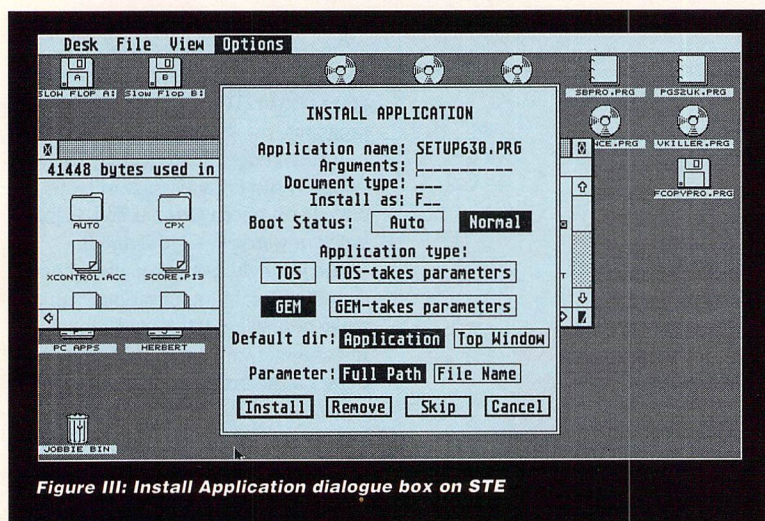 Desk File View Options
SLOW FLOP A: Slow Flop B:
A B
SBPRO.PRG PGS2UK.PRG
NCE.PRG VKILLER.PRG
FCOPYPRO.PRG
41448 bytes used in
AUTO CPX
XCONTROL.ACC SCORE.PI3
PC APPS HERBERT
JOBBIE BIN
INSTALL APPLICATION
Application name: SETUP630.PRG
Arguments: ___________
Document type: ___
Install as: F__
Boot Status: Auto Normal
Application type:
TOS TOS-takes parameters
GEM GEM-takes parameters
Default dir: Application Top Window
Parameter: Full Path File Name
Install Remove Skip Cancel
T
Figure III: Install Application dialogue box on STE